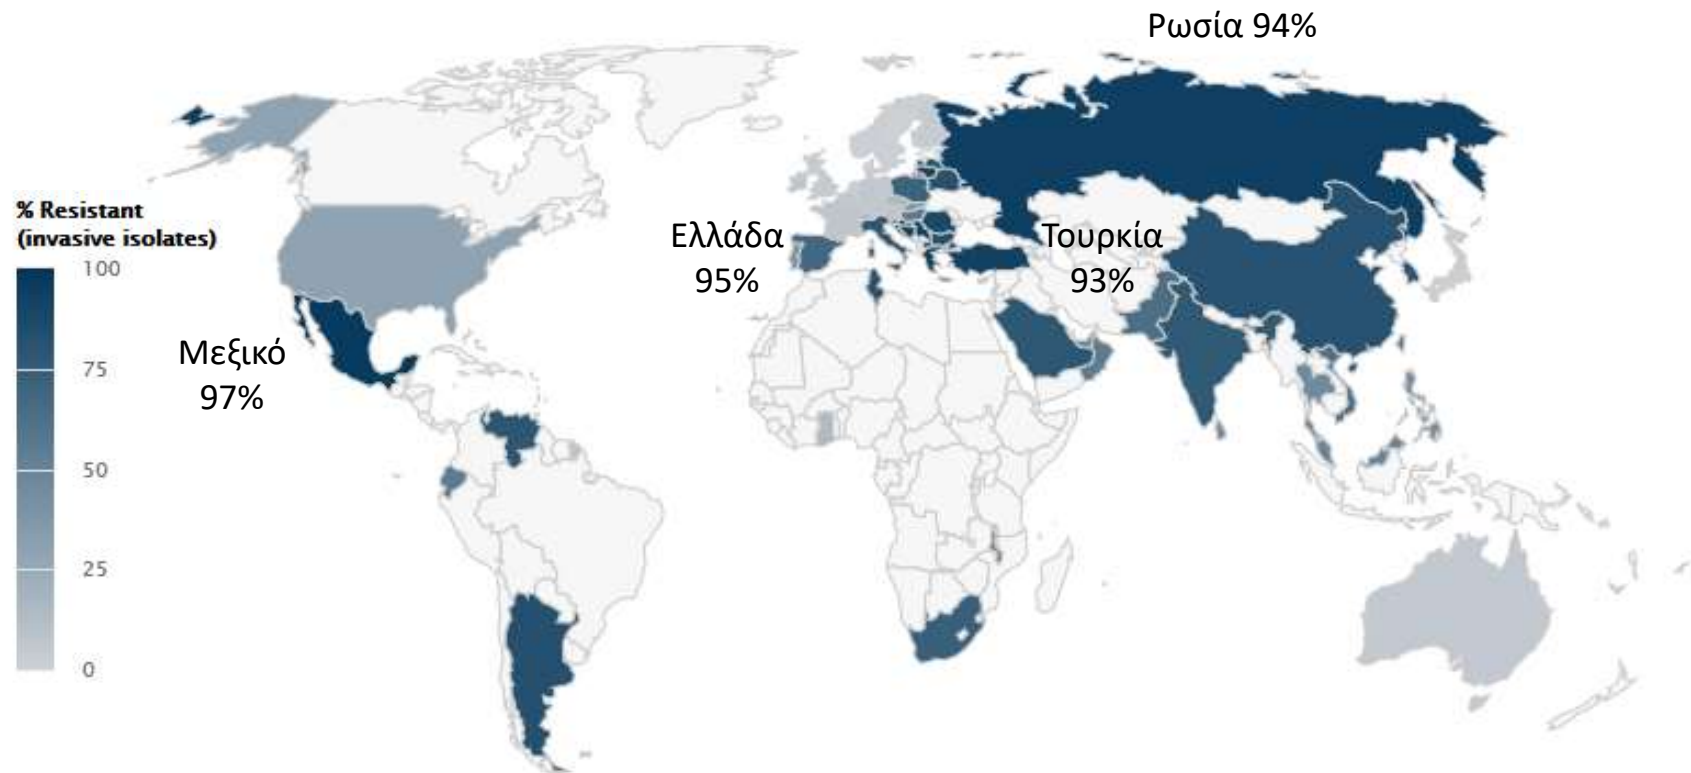 Ρωσία 94%
% Resistant
(invasive isolates)
100
75
50
25
0
Ελλάδα
95%
Τουρκία
93%
Μεξικό
97%